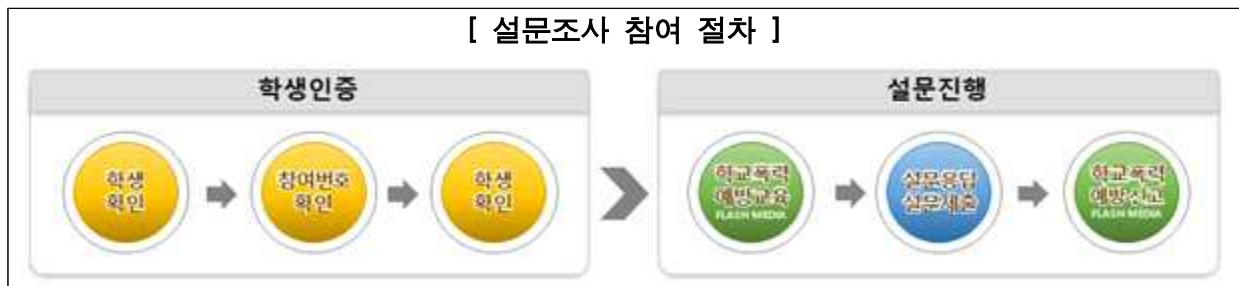 [ 설문조사 참여 절차 ]
학생인증
학생
확인
참여번호
확인
학생
확인
설문진행
학교폭력
예방교육
FLASH MEDIA
설문응답
설문제출
학교폭력
예방신고
FLASH MEDIA